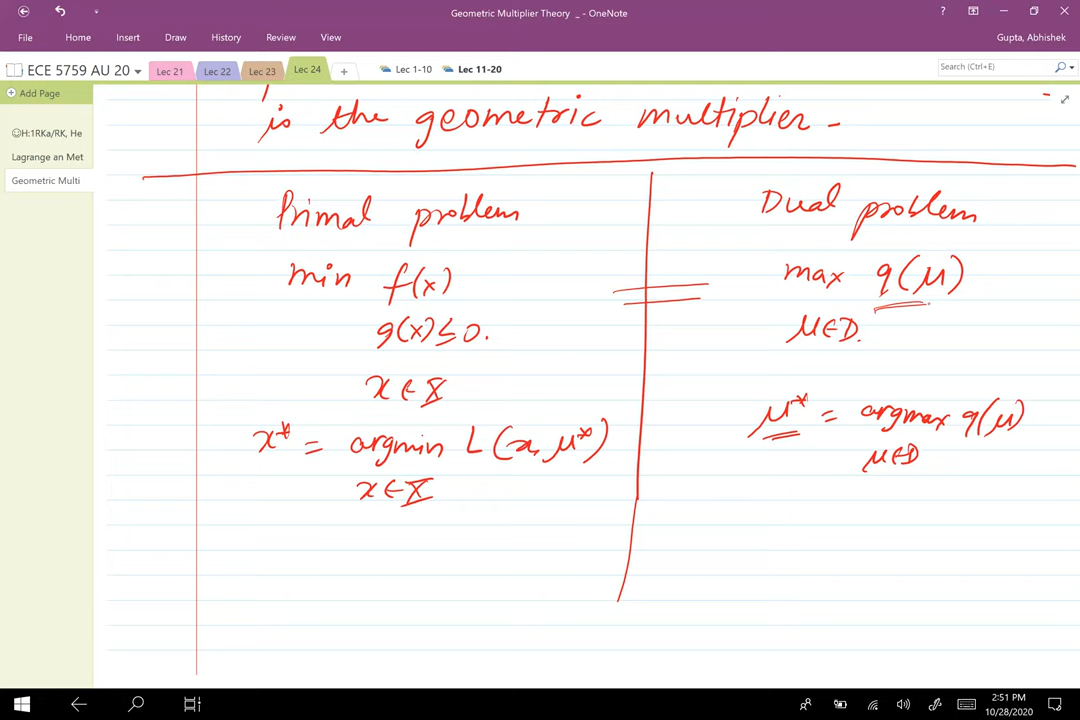 Geometric Multiplier Theory _ - OneNote
?
File Home Insert Draw History Review View
Gupta, Abhishek
ECE 5759 AU 20
Lec 21 Lec 22 Lec 23 Lec 24 + Lec 1-10 Lec 11-20
Search (Ctrl+E)
Add Page
☺H:1RKa/RK, He
Lagrange an Met
Geometric Multi
is the geometric multiplier -
Primal problem
min f(x)
g(x) ≤ 0.
x ∈ X
x* = argmin L(x, μ*)
x ∈ X
Dual problem
max q(μ)
μ ∈ D.
μ* = argmax q(μ)
μ ∈ D
2:51 PM
10/28/2020